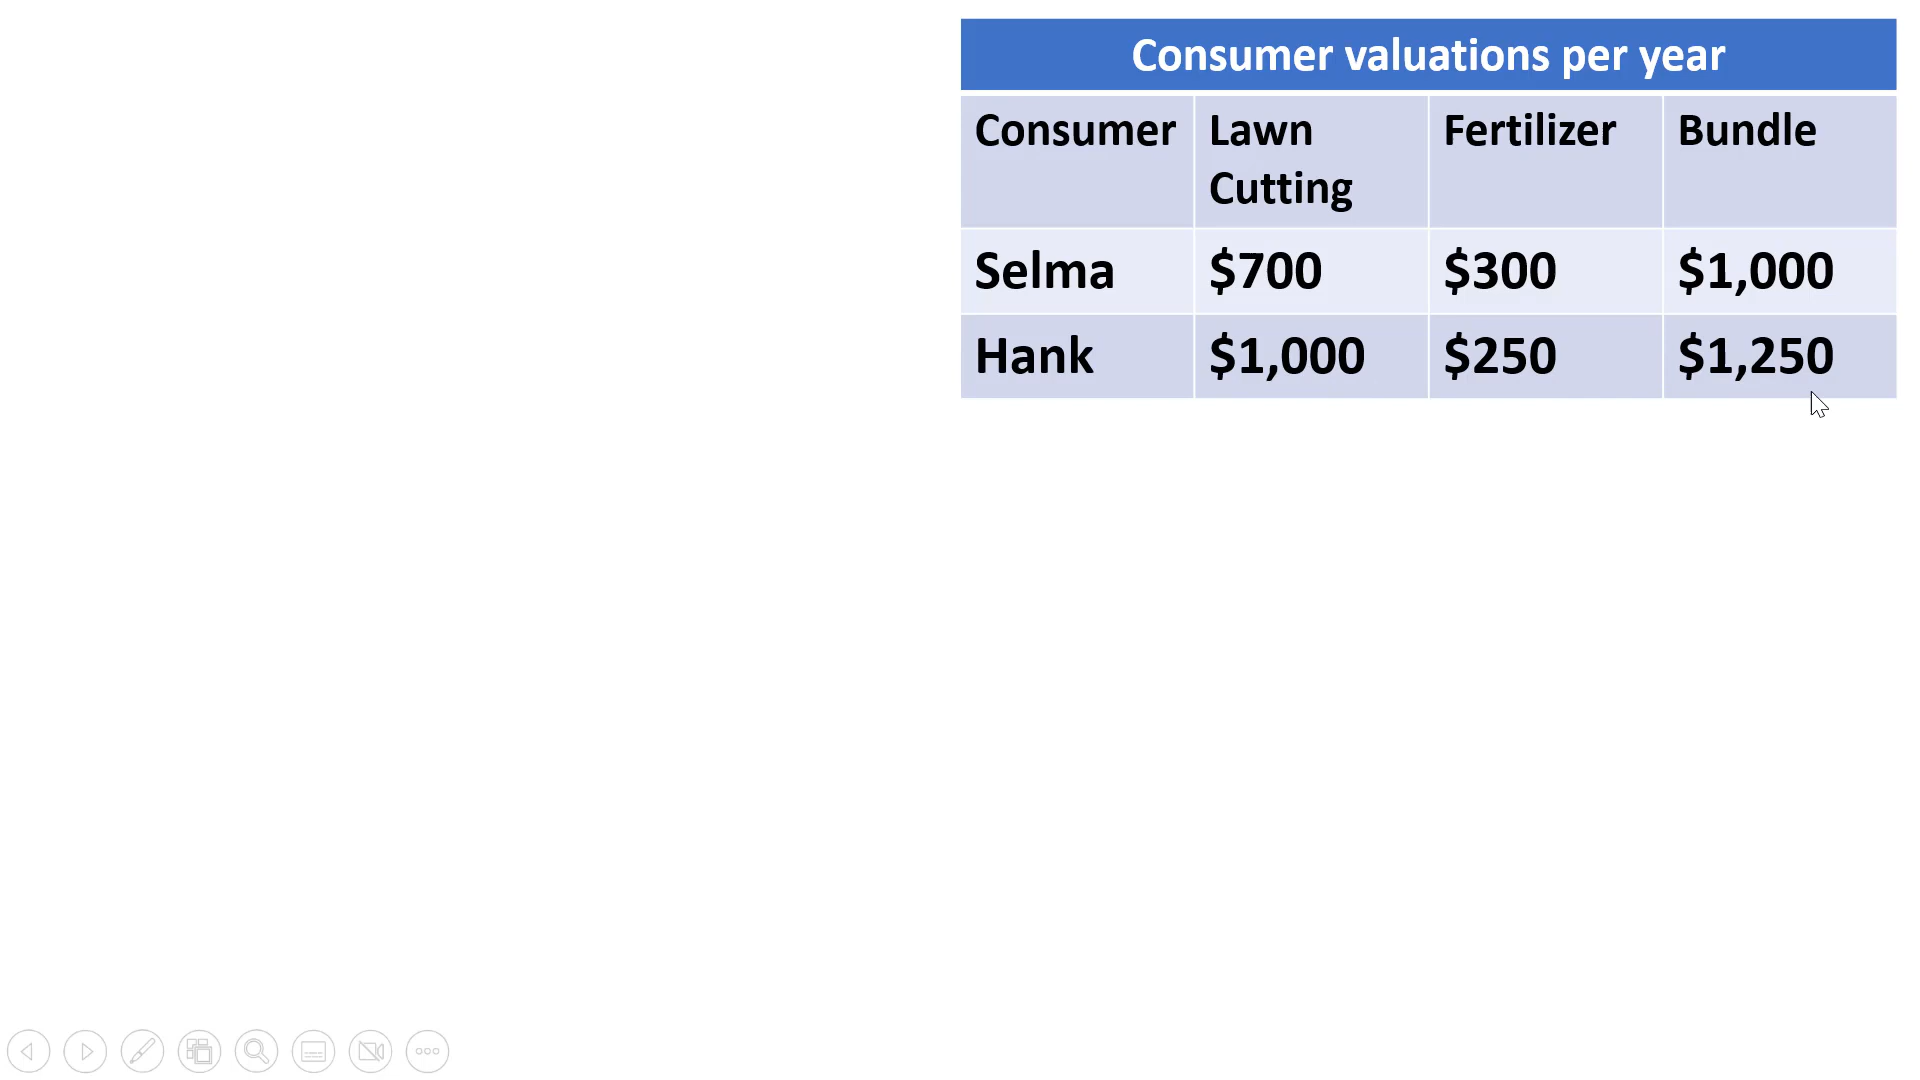 Consumer valuations per year
Consumer Lawn Cutting Fertilizer Bundle
Selma $700 $300 $1,000
Hank $1,000 $250 $1,250